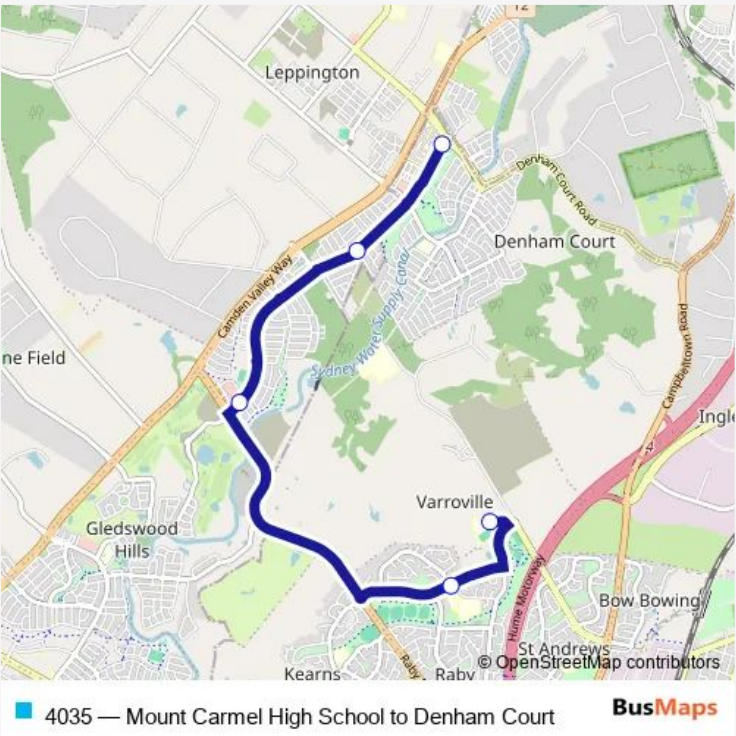 12
Leppington
Denham Court Road
Denham Court
Camden Valley Way
Sydney Water Supply Canal
Campbelltown Road
ne Field
Ingle
Varroville
Gledswood
Hills
Hume Motorway
Bow Bowing
St Andrews
© OpenStreetMap contributors
Kearns
Raby
Raby
4035 — Mount Carmel High School to Denham Court
BusMaps